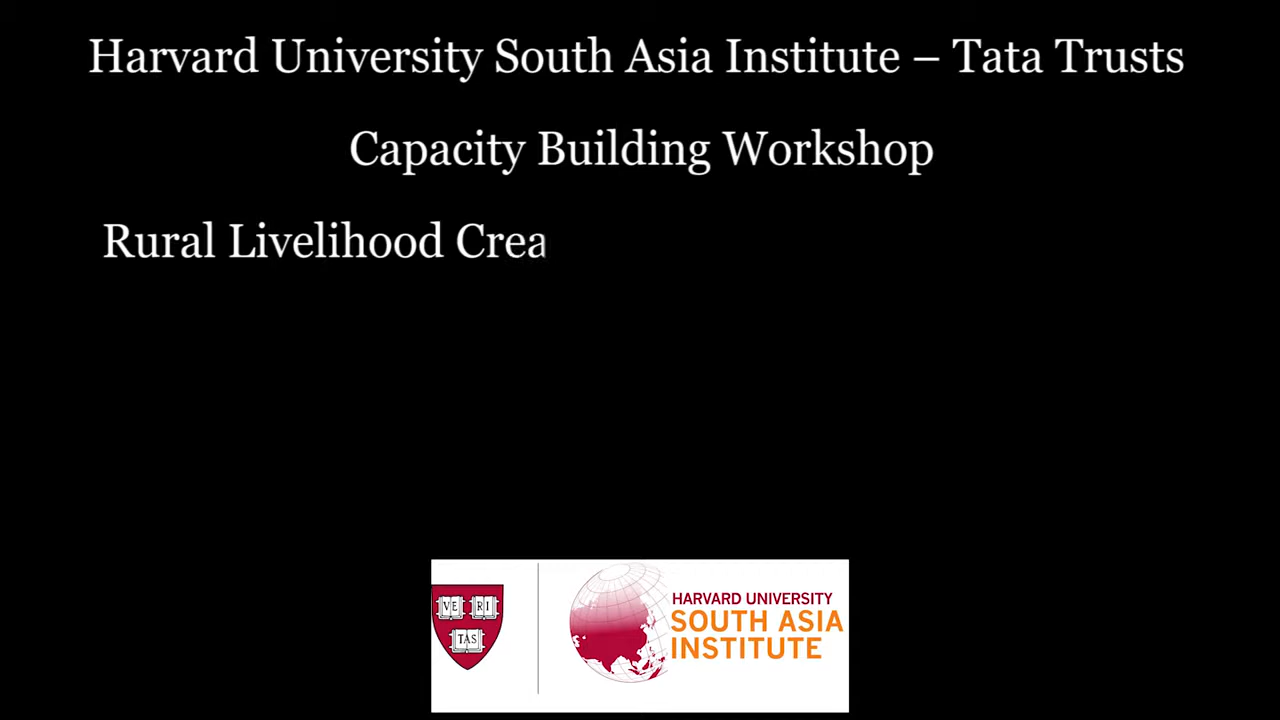 Harvard University South Asia Institute – Tata Trusts
Capacity Building Workshop
Rural Livelihood Crea
VE RI
TAS
HARVARD UNIVERSITY
SOUTH ASIA
INSTITUTE